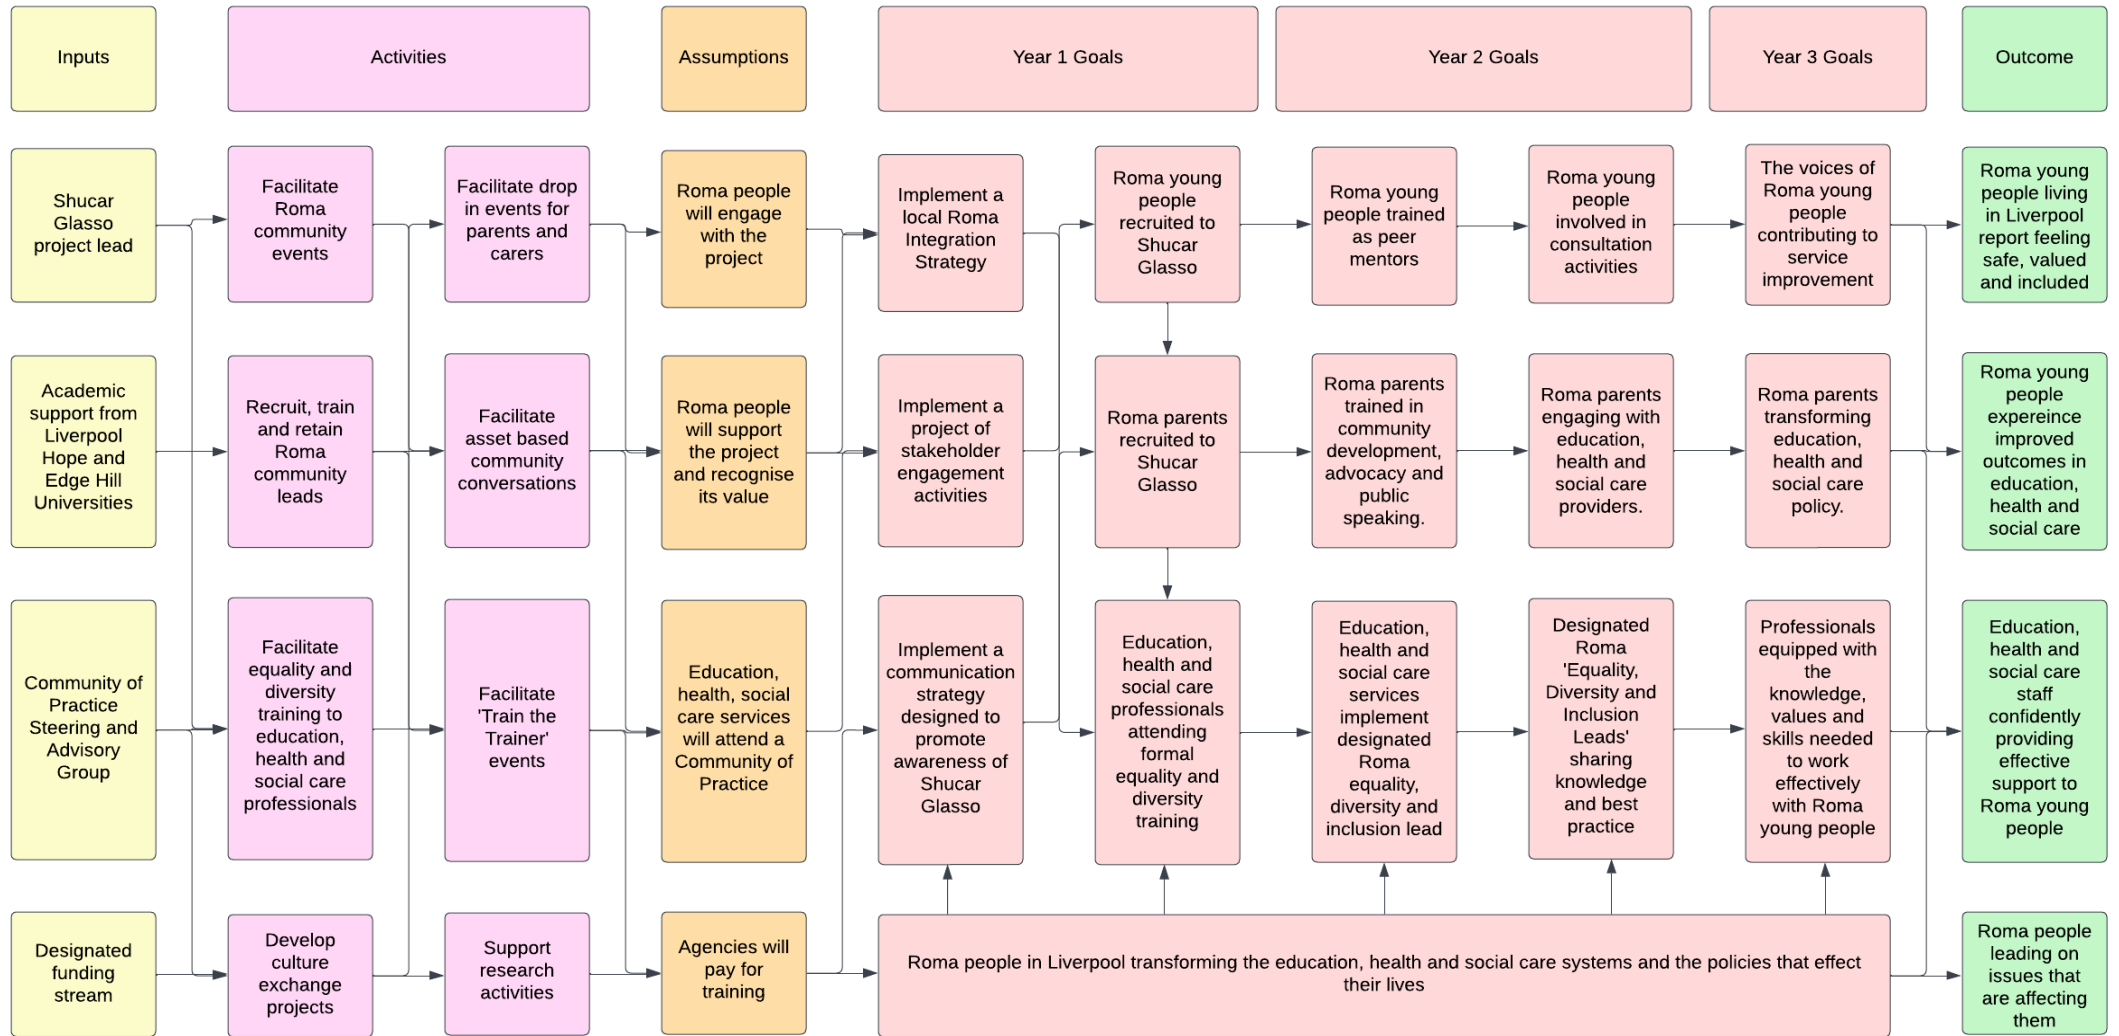 Inputs
Activities
Assumptions
Year 1 Goals
Year 2 Goals
Year 3 Goals
Outcome
Shucar
Glasso
project lead
Facilitate
Roma
community
events
Facilitate drop
in events for
parents and
carers
Roma people
will engage
with the
project
Implement a
local Roma
Integration
Strategy
Roma young
people
recruited to
Shucar
Glasso
Roma young
people trained
as peer
mentors
Roma young
people
involved in
consultation
activities
The voices of
Roma young
people
contributing to
service
improvement
Roma young
people living
in Liverpool
report feeling
safe, valued
and included
Academic
support from
Liverpool
Hope and
Edge Hill
Universities
Recruit, train
and retain
Roma
community
leads
Facilitate
asset based
community
conversations
Roma people
will support
the project
and recognise
its value
Implement a
project of
stakeholder
engagement
activities
Roma parents
recruited to
Shucar
Glasso
Roma parents
trained in
community
development,
advocacy and
public
speaking.
Roma parents
engaging with
education,
health and
social care
providers.
Roma parents
transforming
education,
health and
social care
policy.
Roma young
people
expereince
improved
outcomes in
education,
health and
social care
Community of
Practice
Steering and
Advisory
Group
Facilitate
equality and
diversity
training to
education,
health and
social care
professionals
Facilitate
'Train the
Trainer'
events
Education,
health, social
care services
will attend a
Community of
Practice
Implement a
communication
strategy
designed to
promote
awareness of
Shucar
Glasso
Education,
health and
social care
professionals
attending
formal
equality and
diversity
training
Education,
health and
social care
services
implement
designated
Roma
equality,
diversity and
inclusion lead
Designated
Roma
'Equality,
Diversity and
Inclusion
Leads'
sharing
knowledge
and best
practice
Professionals
equipped with
the
knowledge,
values and
skills needed
to work
effectively
with Roma
young people
Education,
health and
social care
staff
confidently
providing
effective
support to
Roma young
people
Designated
funding
stream
Develop
culture
exchange
projects
Support
research
activities
Agencies will
pay for
training
Roma people in Liverpool transforming the education, health and social care systems and the policies that effect
their lives
Roma people
leading on
issues that
are affecting
them